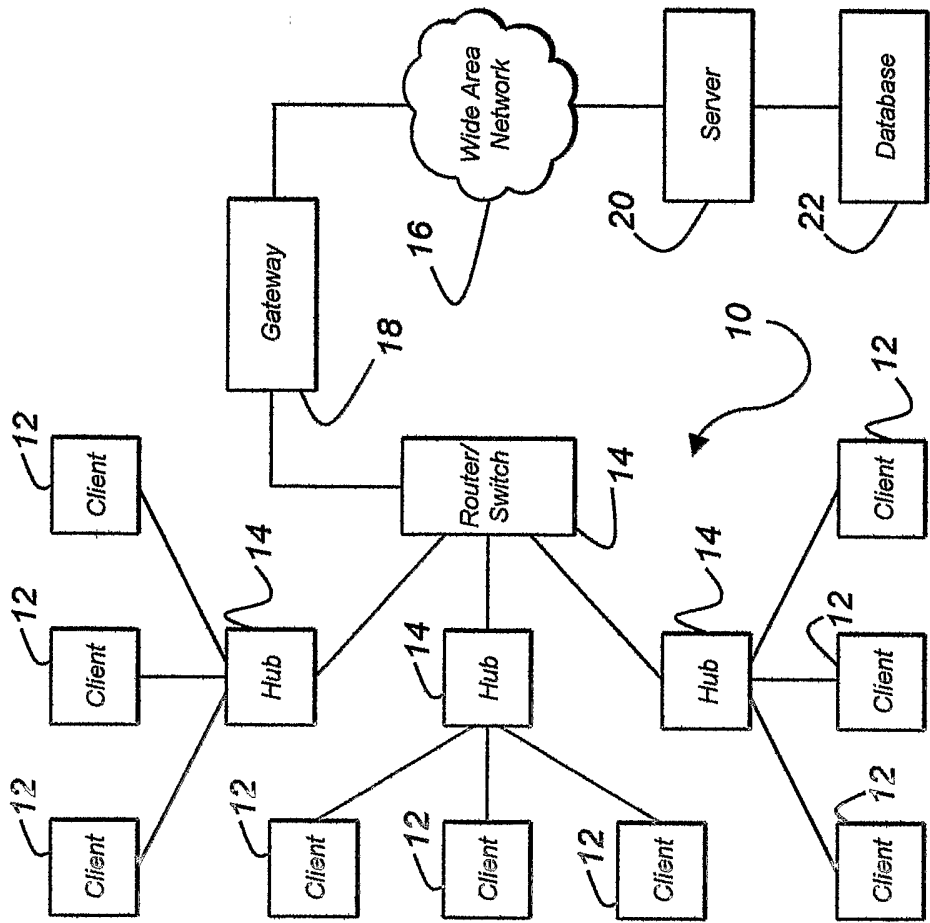 12
12
12
Client
Client
Client
12
14
Client
Hub
Gateway
18
12
14
16
Client
Hub
Router/
Switch
Wide Area
Network
12
14
20
Client
Hub
14
10
Server
12
12
12
22
Client
Client
Client
Database